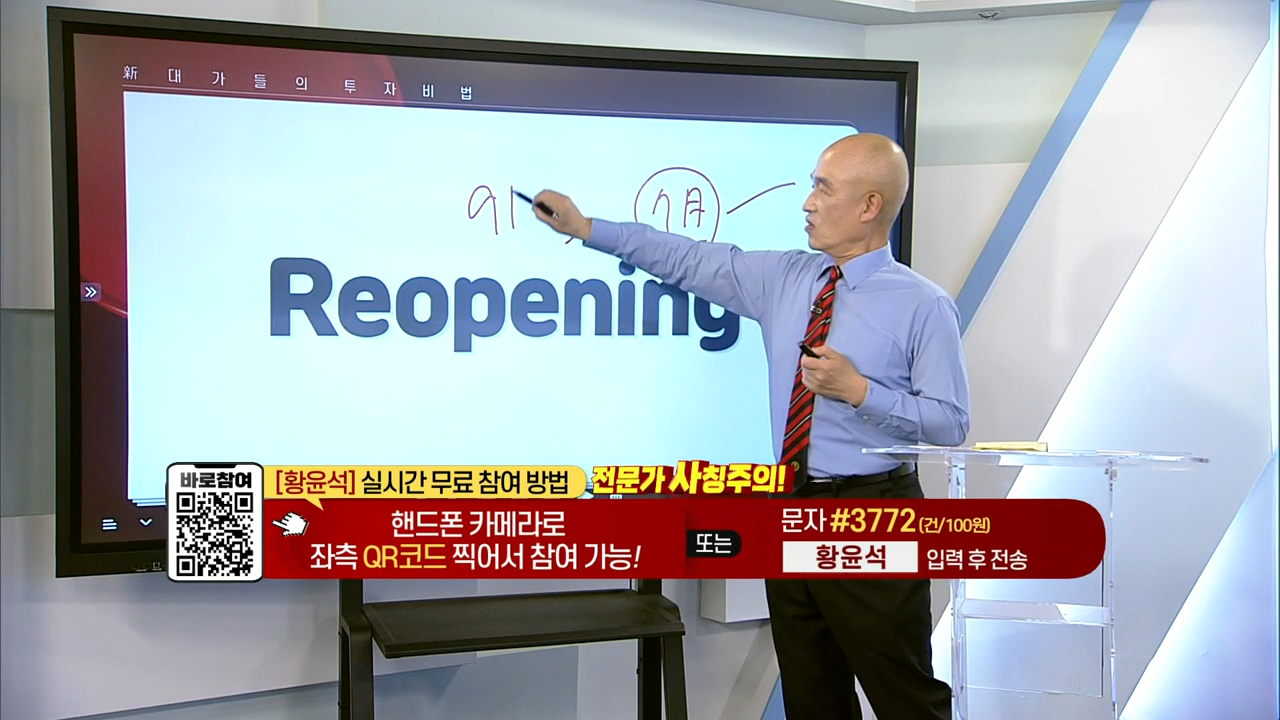 新 대 가 들 의 투 자 비 법
91
9月
Reopening
바로참여
[황윤석] 실시간 무료 참여 방법
전문가 사칭주의!
핸드폰 카메라로
좌측 QR코드 찍어서 참여 가능!
또는
문자 #3772 (건/100원)
황윤석 입력 후 전송